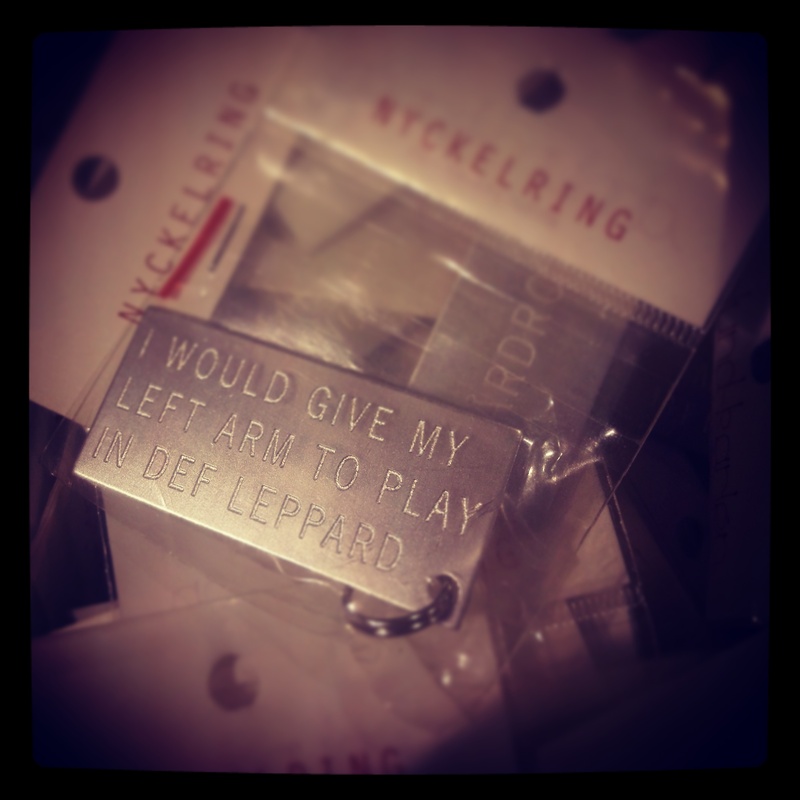 NYCKELRING
NYCKELRING
I WOULD GIVE MY
LEFT ARM TO PLAY
IN DEF LEPPARD